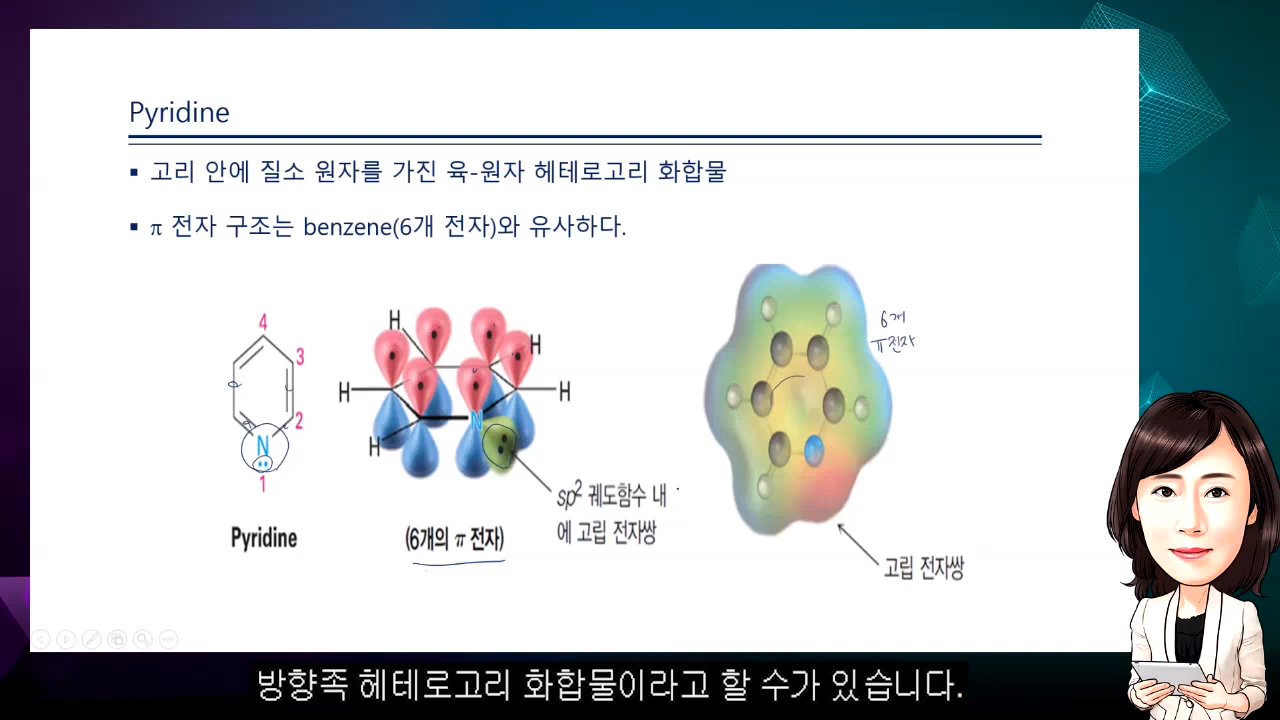 Pyridine
▪ 고리 안에 질소 원자를 가진 육-원자 헤테로고리 화합물
▪ π 전자 구조는 benzene(6개 전자)와 유사하다.
4
3
2
N
1
Pyridine
H
H
H
H
H
N
sp² 궤도함수 내
에 고립 전자쌍
(6개의 π 전자)
6개
π전자
고립 전자쌍
방향족 헤테로고리 화합물이라고 할 수가 있습니다.